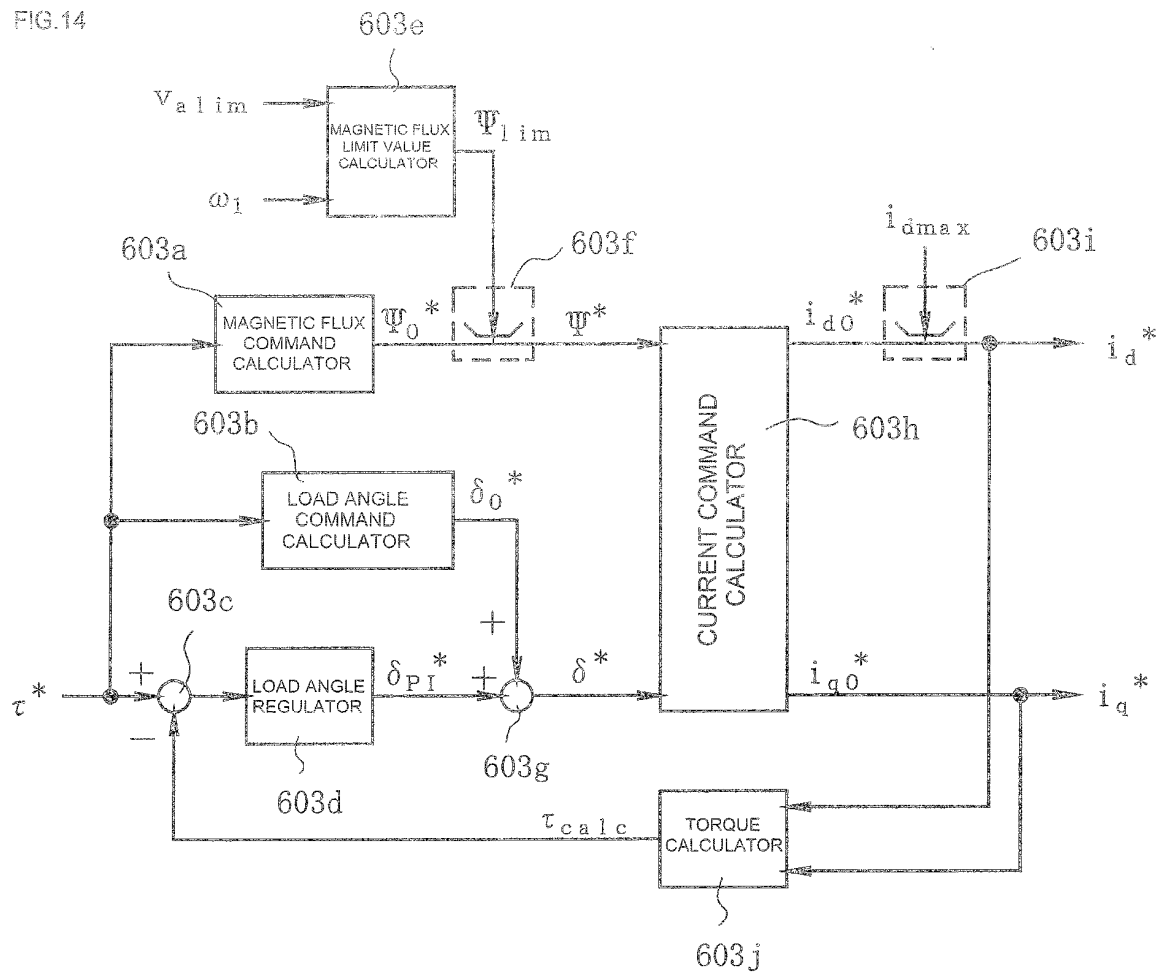 FIG.14
603e
Valim
MAGNETIC FLUX
LIMIT VALUE
CALCULATOR
Ψlim
ω1
603f
idmax
603i
603a
MAGNETIC FLUX
COMMAND
CALCULATOR
Ψ0*
Ψ*
id0*
id*
603b
LOAD ANGLE
COMMAND
CALCULATOR
δ0*
CURRENT COMMAND
CALCULATOR
603h
603c
+
+
τ*
−
LOAD ANGLE
REGULATOR
δPI*
+
δ*
iq0*
iq*
603g
603d
τcalc
TORQUE
CALCULATOR
603j